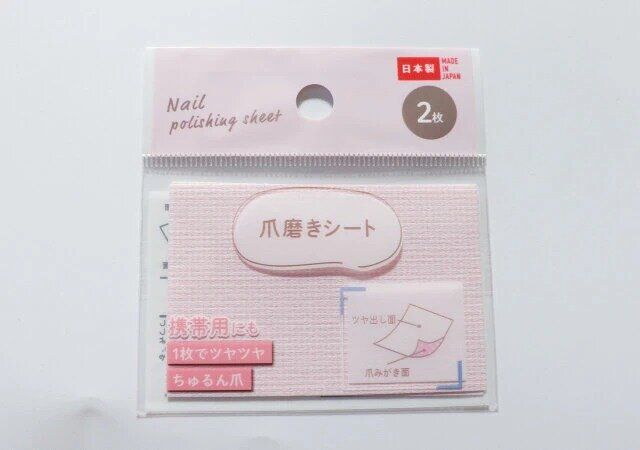 Nail
polishing sheet
日本製
MADE
IN
JAPAN
2枚
爪磨きシート
携帯用にも
1枚でツヤツヤ
ちゅるん爪
ツヤ出し面
爪みがき面